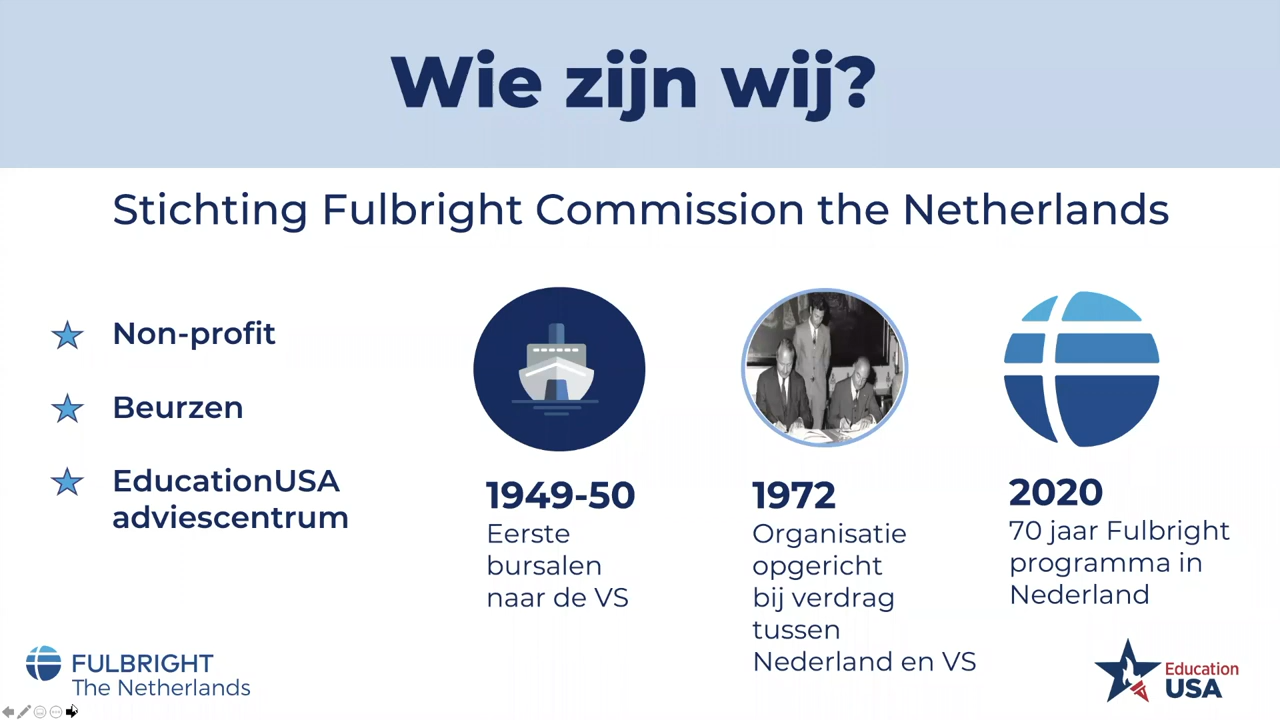 Wie zijn wij?
Stichting Fulbright Commission the Netherlands
Non-profit
Beurzen
EducationUSA
adviescentrum
1949-50
Eerste
bursalen
naar de VS
1972
Organisatie
opgericht
bij verdrag
tussen
Nederland en VS
2020
70 jaar Fulbright
programma in
Nederland
FULBRIGHT
The Netherlands
Education
USA